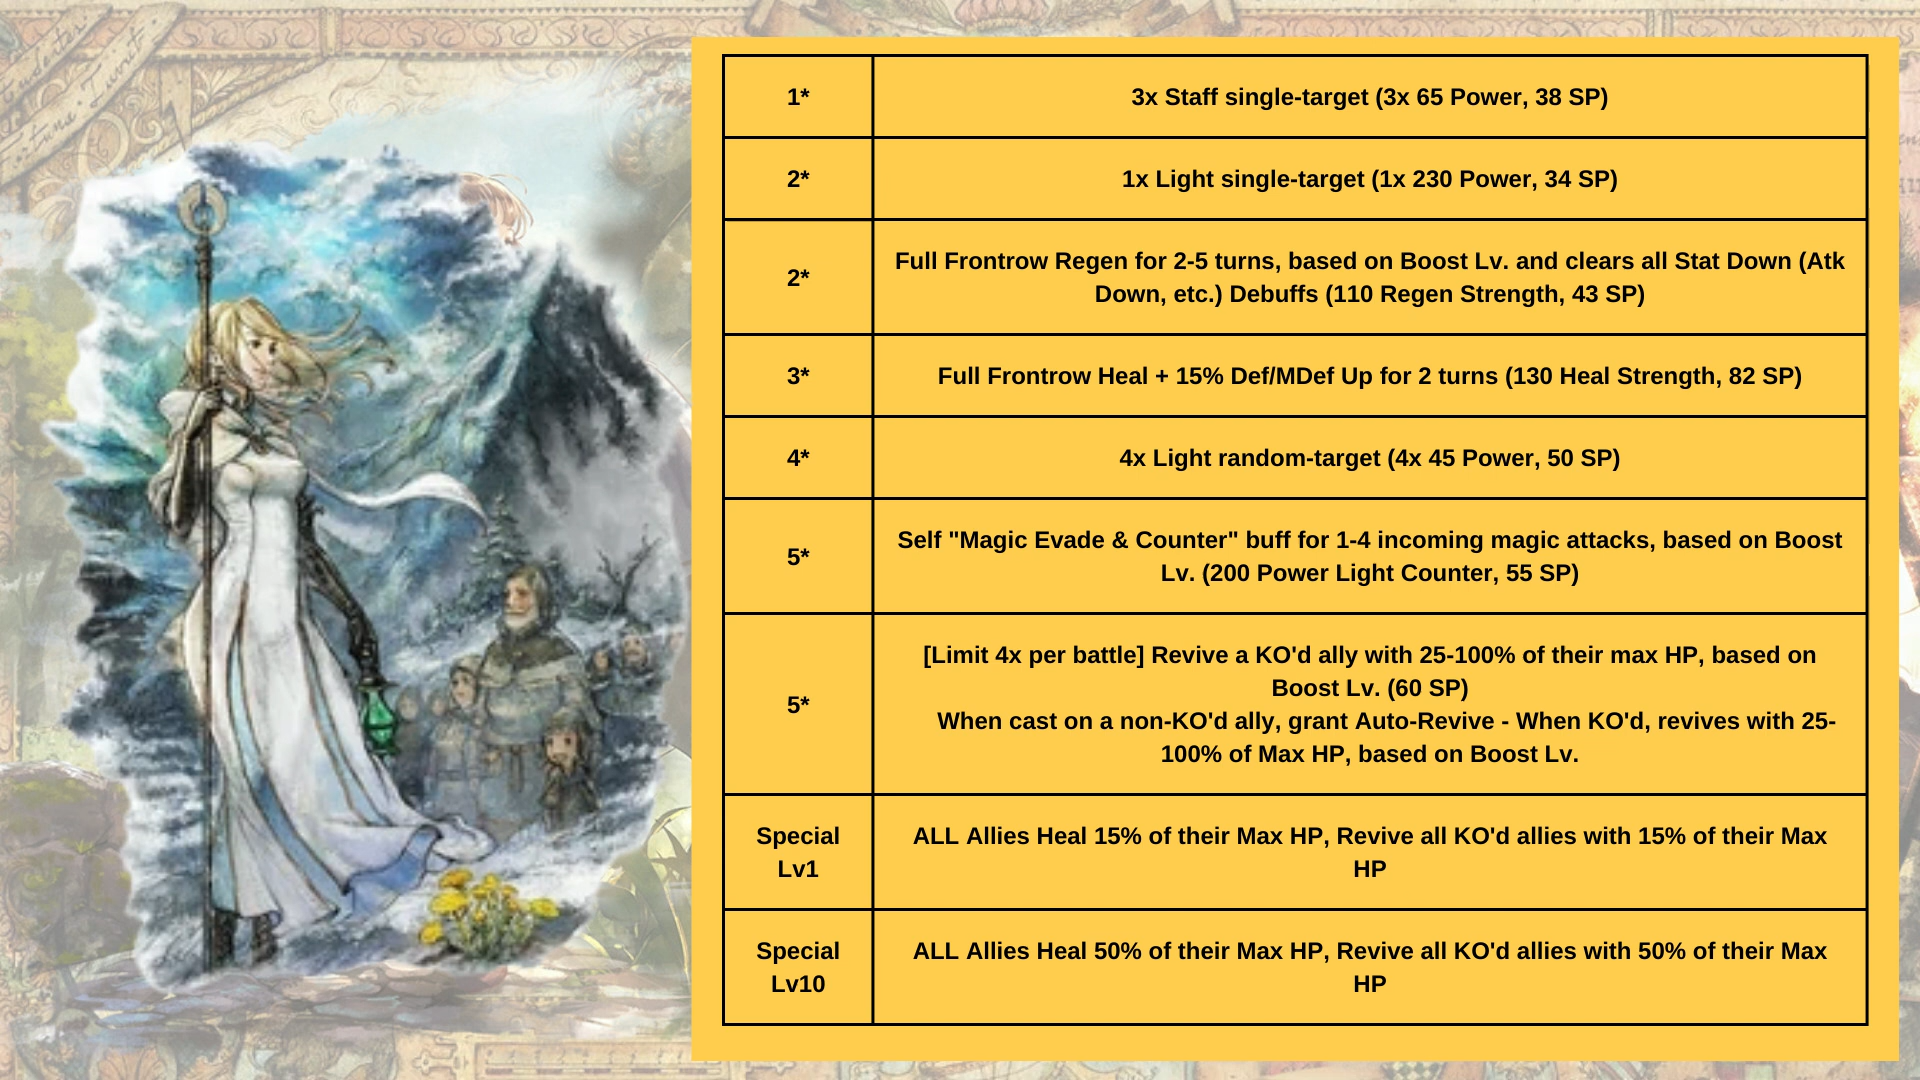 1*
3x Staff single-target (3x 65 Power, 38 SP)
2*
1x Light single-target (1x 230 Power, 34 SP)
2*
Full Frontrow Regen for 2-5 turns, based on Boost Lv. and clears all Stat Down (Atk
Down, etc.) Debuffs (110 Regen Strength, 43 SP)
3*
Full Frontrow Heal + 15% Def/MDef Up for 2 turns (130 Heal Strength, 82 SP)
4*
4x Light random-target (4x 45 Power, 50 SP)
5*
Self "Magic Evade & Counter" buff for 1-4 incoming magic attacks, based on Boost
Lv. (200 Power Light Counter, 55 SP)
5*
[Limit 4x per battle] Revive a KO'd ally with 25-100% of their max HP, based on
Boost Lv. (60 SP)
When cast on a non-KO'd ally, grant Auto-Revive - When KO'd, revives with 25-
100% of Max HP, based on Boost Lv.
Special
Lv1
ALL Allies Heal 15% of their Max HP, Revive all KO'd allies with 15% of their Max
HP
Special
Lv10
ALL Allies Heal 50% of their Max HP, Revive all KO'd allies with 50% of their Max
HP